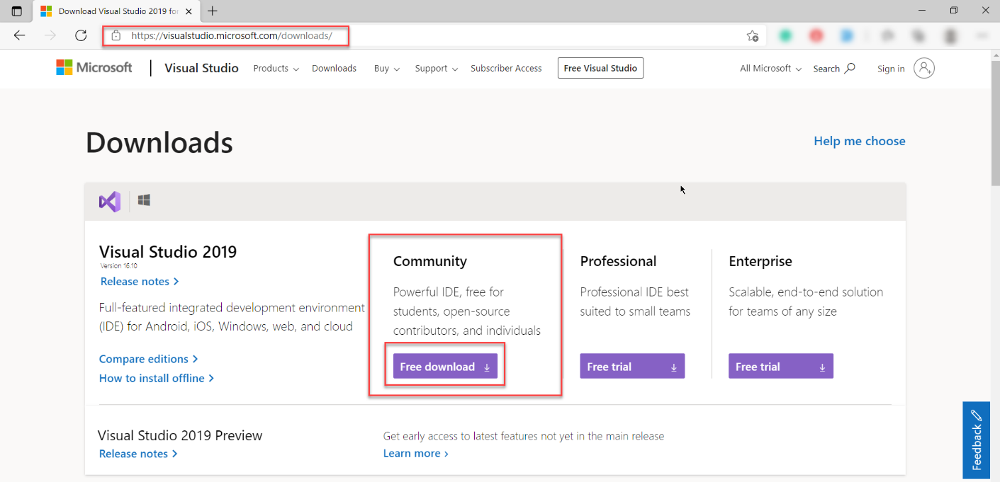 Download Visual Studio 2019 for
https://visualstudio.microsoft.com/downloads/
Microsoft Visual Studio Products Downloads Buy Support Subscriber Access Free Visual Studio All Microsoft Search Sign in
Downloads
Help me choose
Visual Studio 2019
Version 16.10
Release notes
Full-featured integrated development environment
(IDE) for Android, iOS, Windows, web, and cloud
Compare editions
How to install offline
Community
Powerful IDE, free for
students, open-source
contributors, and individuals
Free download
Professional
Professional IDE best
suited to small teams
Free trial
Enterprise
Scalable, end-to-end solution
for teams of any size
Free trial
Visual Studio 2019 Preview
Release notes
Get early access to latest features not yet in the main release
Learn more
Feedback